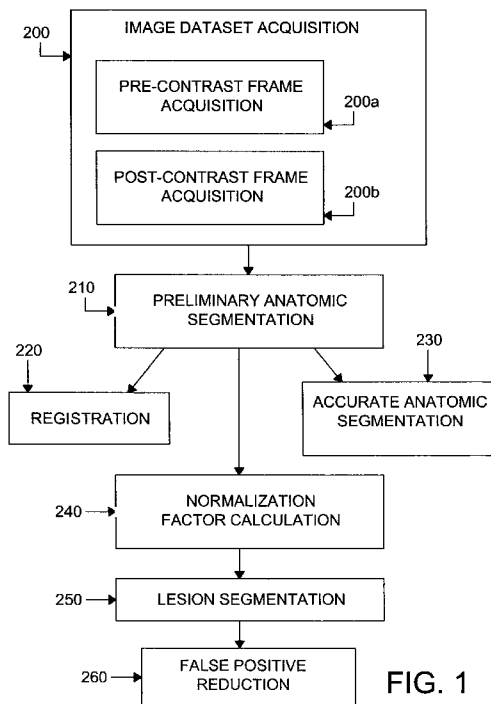 IMAGE DATASET ACQUISITION
200
PRE-CONTRAST FRAME
ACQUISITION
200a
POST-CONTRAST FRAME
ACQUISITION
200b
210
PRELIMINARY ANATOMIC
SEGMENTATION
220
230
REGISTRATION
ACCURATE ANATOMIC
SEGMENTATION
240
NORMALIZATION
FACTOR CALCULATION
250
LESION SEGMENTATION
260
FALSE POSITIVE
REDUCTION
FIG. 1